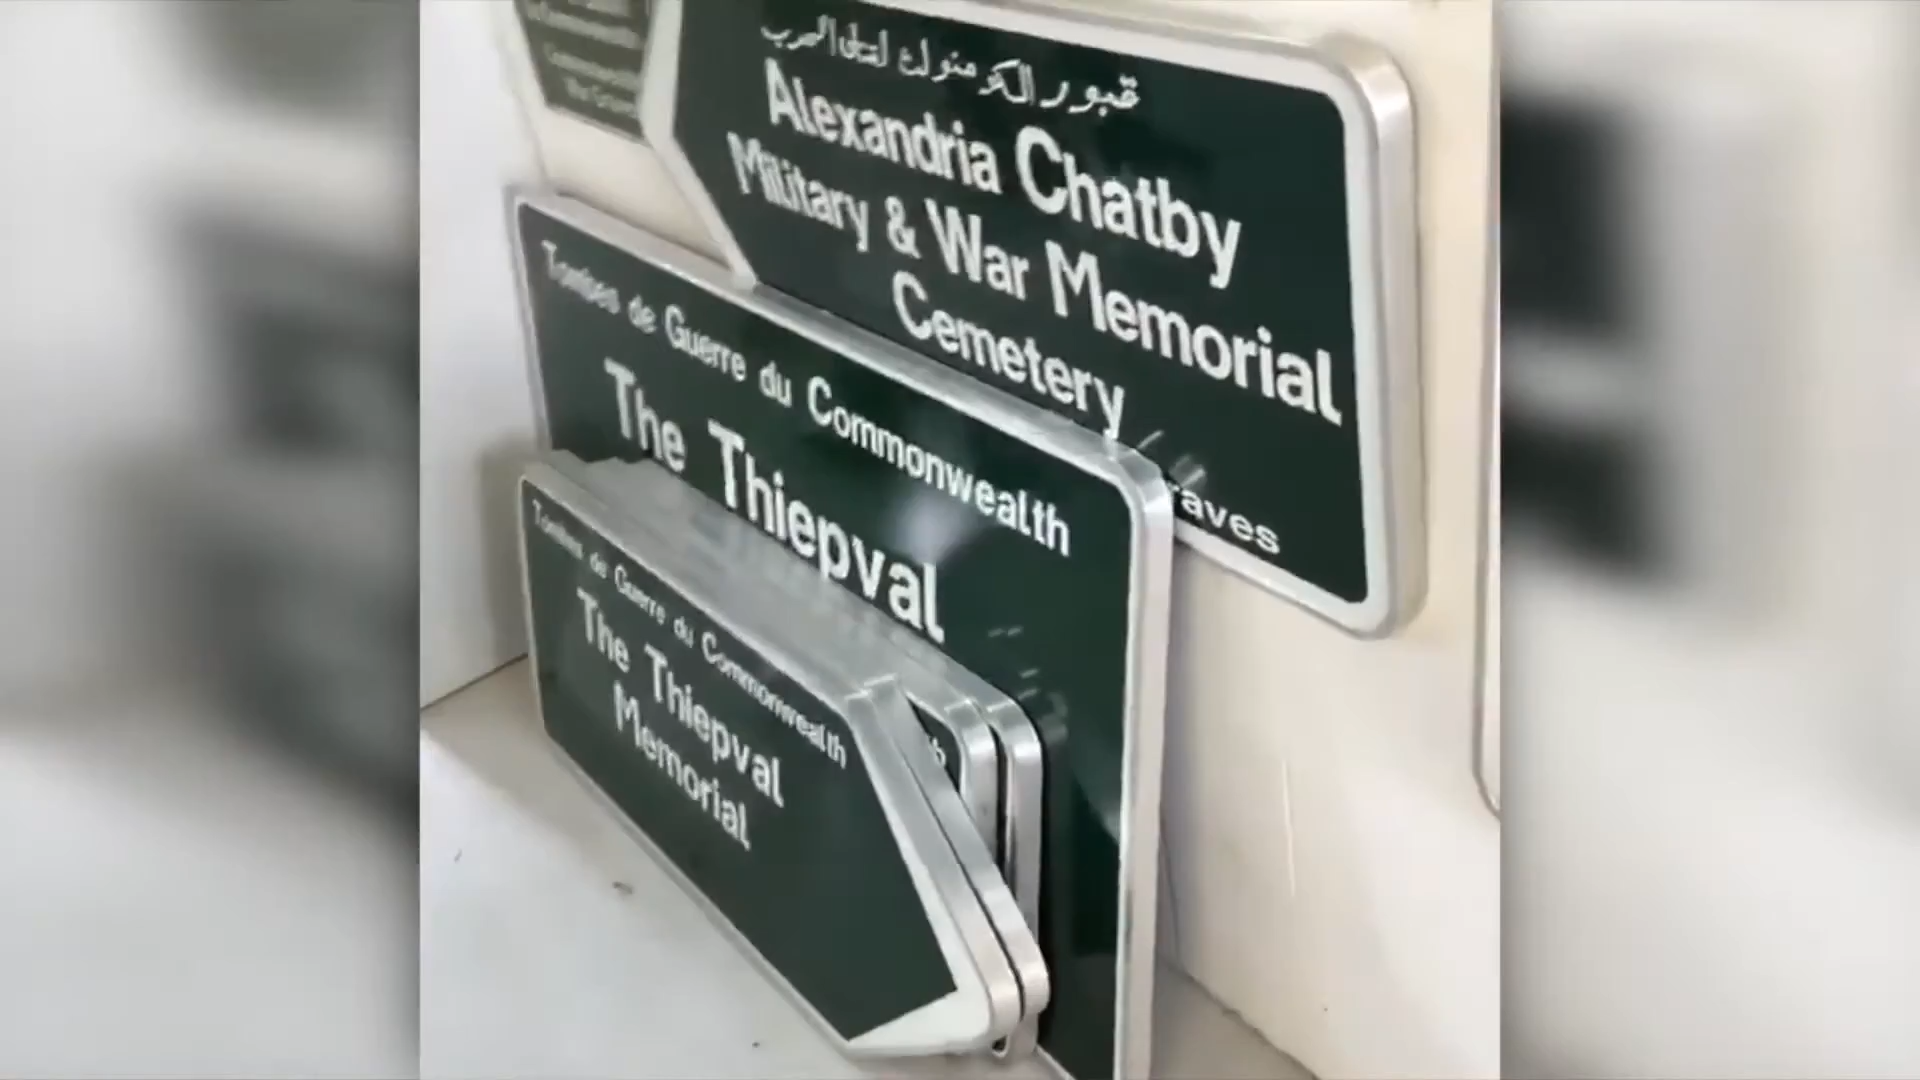 قبور الكومنولث لقتلى الحرب
Alexandria Chatby
Military & War Memorial
Cemetery
raves
Tombes de Guerre du Commonwealth
The Thiepval
Tombes de Guerre du Commonwealth
The Thiepval
Memorial